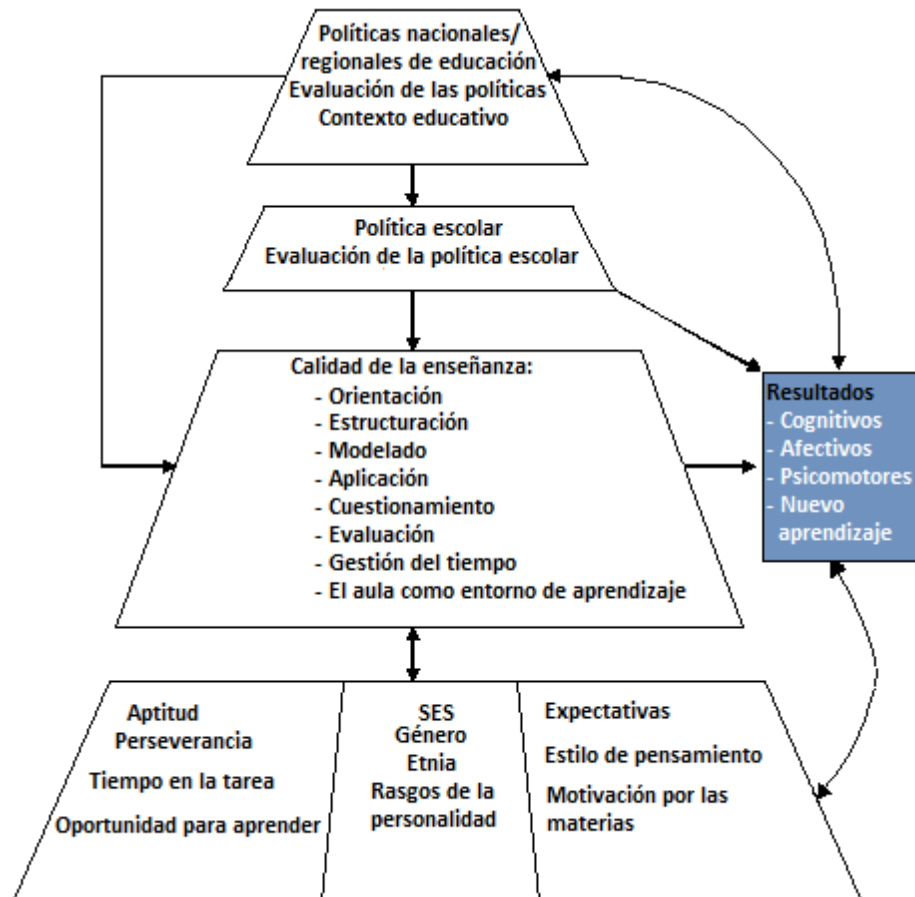 Políticas nacionales/
regionales de educación
Evaluación de las políticas
Contexto educativo
Política escolar
Evaluación de la política escolar
Calidad de la enseñanza:
- Orientación
- Estructuración
- Modelado
- Aplicación
- Cuestionamiento
- Evaluación
- Gestión del tiempo
- El aula como entorno de aprendizaje
Resultados
- Cognitivos
- Afectivos
- Psicomotores
- Nuevo
aprendizaje
Aptitud
Perseverancia
Tiempo en la tarea
Oportunidad para aprender
SES
Género
Etnia
Rasgos de la
personalidad
Expectativas
Estilo de pensamiento
Motivación por las
materias